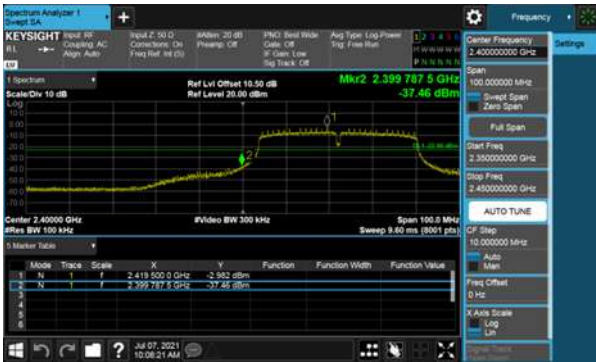 Spectrum Analyzer 1
Swept SA
+
Frequency
KEYSIGHT
Input: RF
Coupling: AC
Align: Auto
Input Z: 50 Ω
Corrections: On
Freq Ref: Int (S)
#Atten: 20 dB
Preamp: Off
PNO: Best Wide
Gate: Off
IF Gain: Low
Sig Track: Off
Avg Type: Log-Power
Trig: Free Run
1 2 3 4 5 6
P N N N N N
RL
LW
1 Spectrum
Scale/Div 10 dB
Ref Lvl Offset 10.50 dB
Ref Level 20.00 dBm
Mkr2 2.399 787 5 GHz
-37.46 dBm
Log
10.0
0.00
-10.0
-20.0
-30.0
-40.0
-50.0
-60.0
-70.0
1
2
Center 2.40000 GHz
#Res BW 100 kHz
#Video BW 300 kHz
Span 100.0 MHz
Sweep 9.60 ms (8001 pts)
5 Marker Table
Mode Trace Scale X Y Function Function Width Function Value
1 N 1 f 2.419 500 0 GHz -2.982 dBm
2 N 1 f 2.399 787 5 GHz -37.46 dBm
3
4
5
6
Jul 07, 2021
10:08:21 AM
?
Center Frequency
2.400000000 GHz
Settings
Span
100.000000 MHz
Swept Span
Zero Span
Full Span
Start Freq
2.350000000 GHz
Stop Freq
2.450000000 GHz
AUTO TUNE
CF Step
10.000000 MHz
Auto
Man
Freq Offset
0 Hz
X Axis Scale
Log
Lin
Signal Track